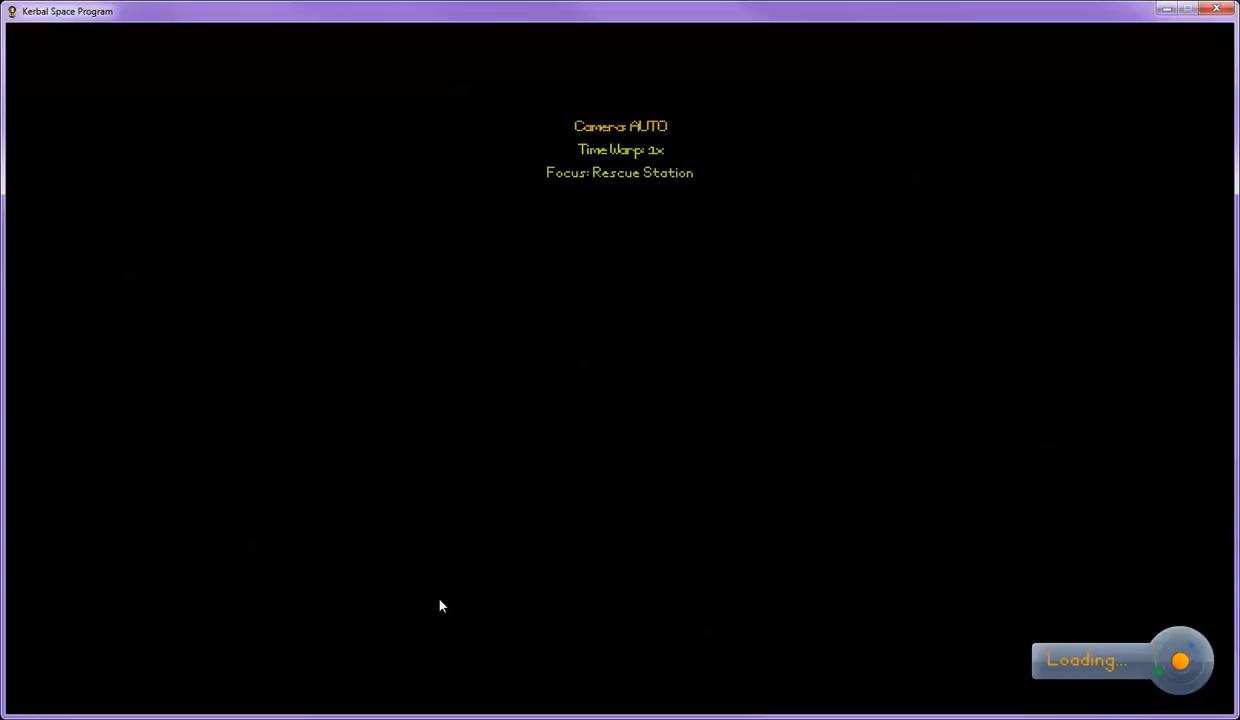 Kerbal Space Program
Camera: AUTO
Time Warp: 1x
Focus: Rescue Station
Loading...